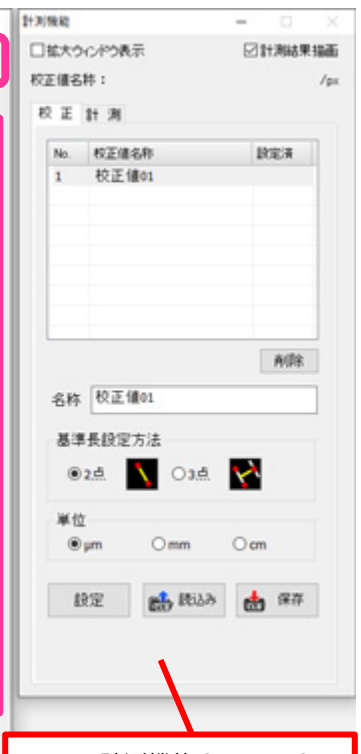 計測機能
拡大ウィンドウ表示 計測結果描画
校正値名称： /px
校正 計測
No. 校正値名称 設定済
1 校正値01
削除
名称 校正値01
基準長設定方法
2点 3点
単位
μm mm cm
設定 読込み 保存